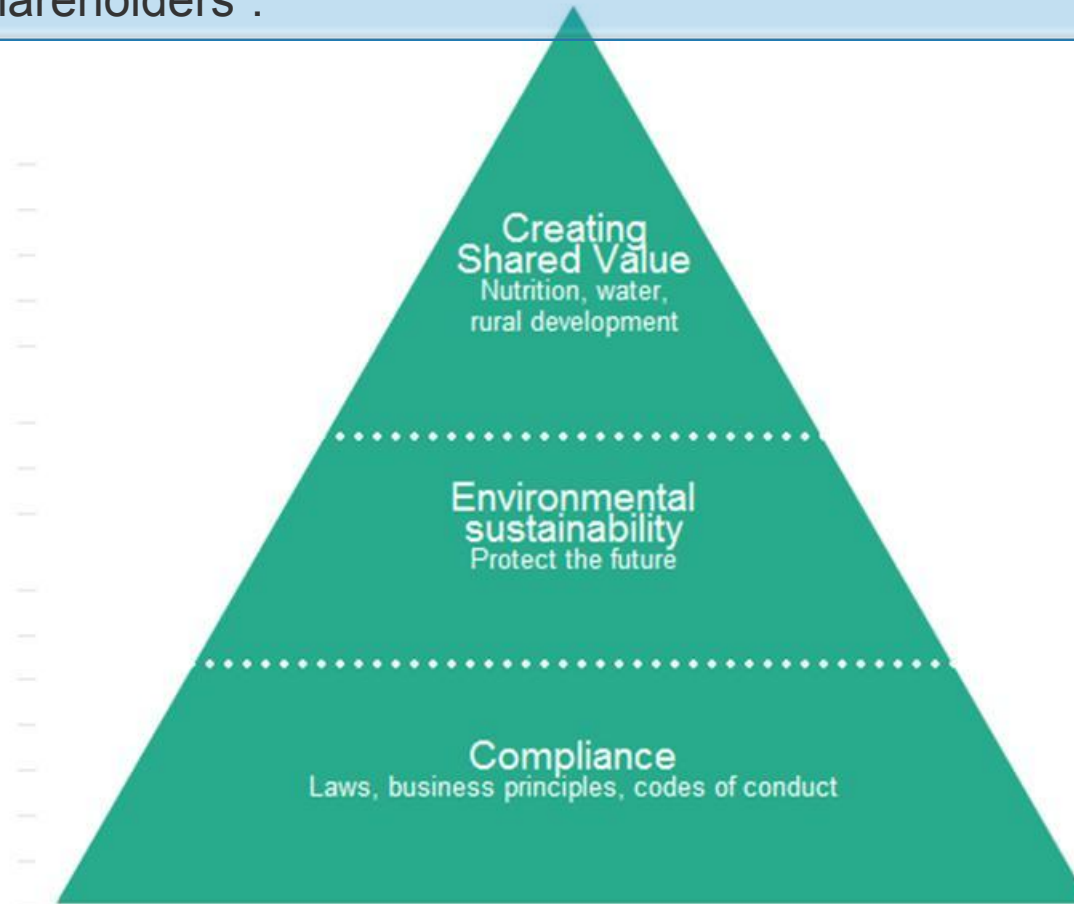 shareholders".
Creating
Shared Value
Nutrition, water,
rural development
Environmental
sustainability
Protect the future
Compliance
Laws, business principles, codes of conduct